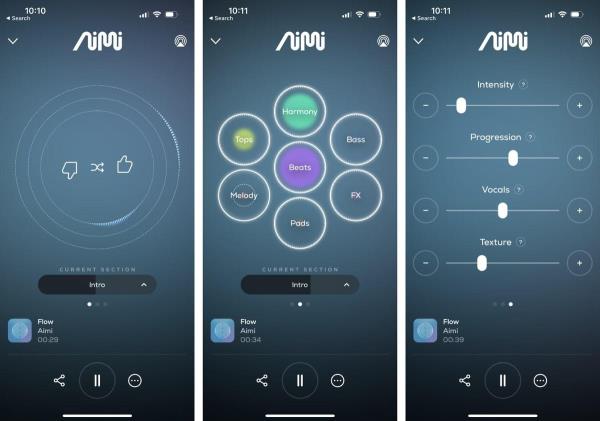 10:10
Search
AiMi
CURRENT SECTION
Intro
Flow
Aimi
00:29
10:11
Search
AiMi
Harmony
Tops
Bass
Beats
Melody
FX
Pads
CURRENT SECTION
Intro
Flow
Aimi
00:34
10:11
Search
AiMi
Intensity ?
- +
Progression ?
- +
Vocals ?
- +
Texture ?
- +
Flow
Aimi
00:39